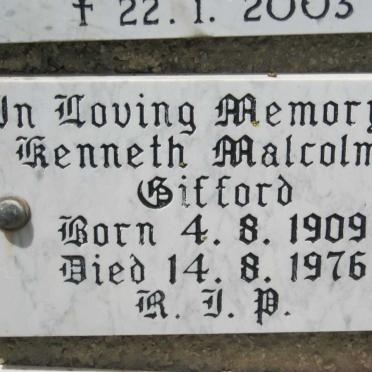 ✝ 22.1.2003
In Loving Memory
Kenneth Malcolm
Gifford
Born 4.8.1909
Died 14.8.1976
R.I.P.